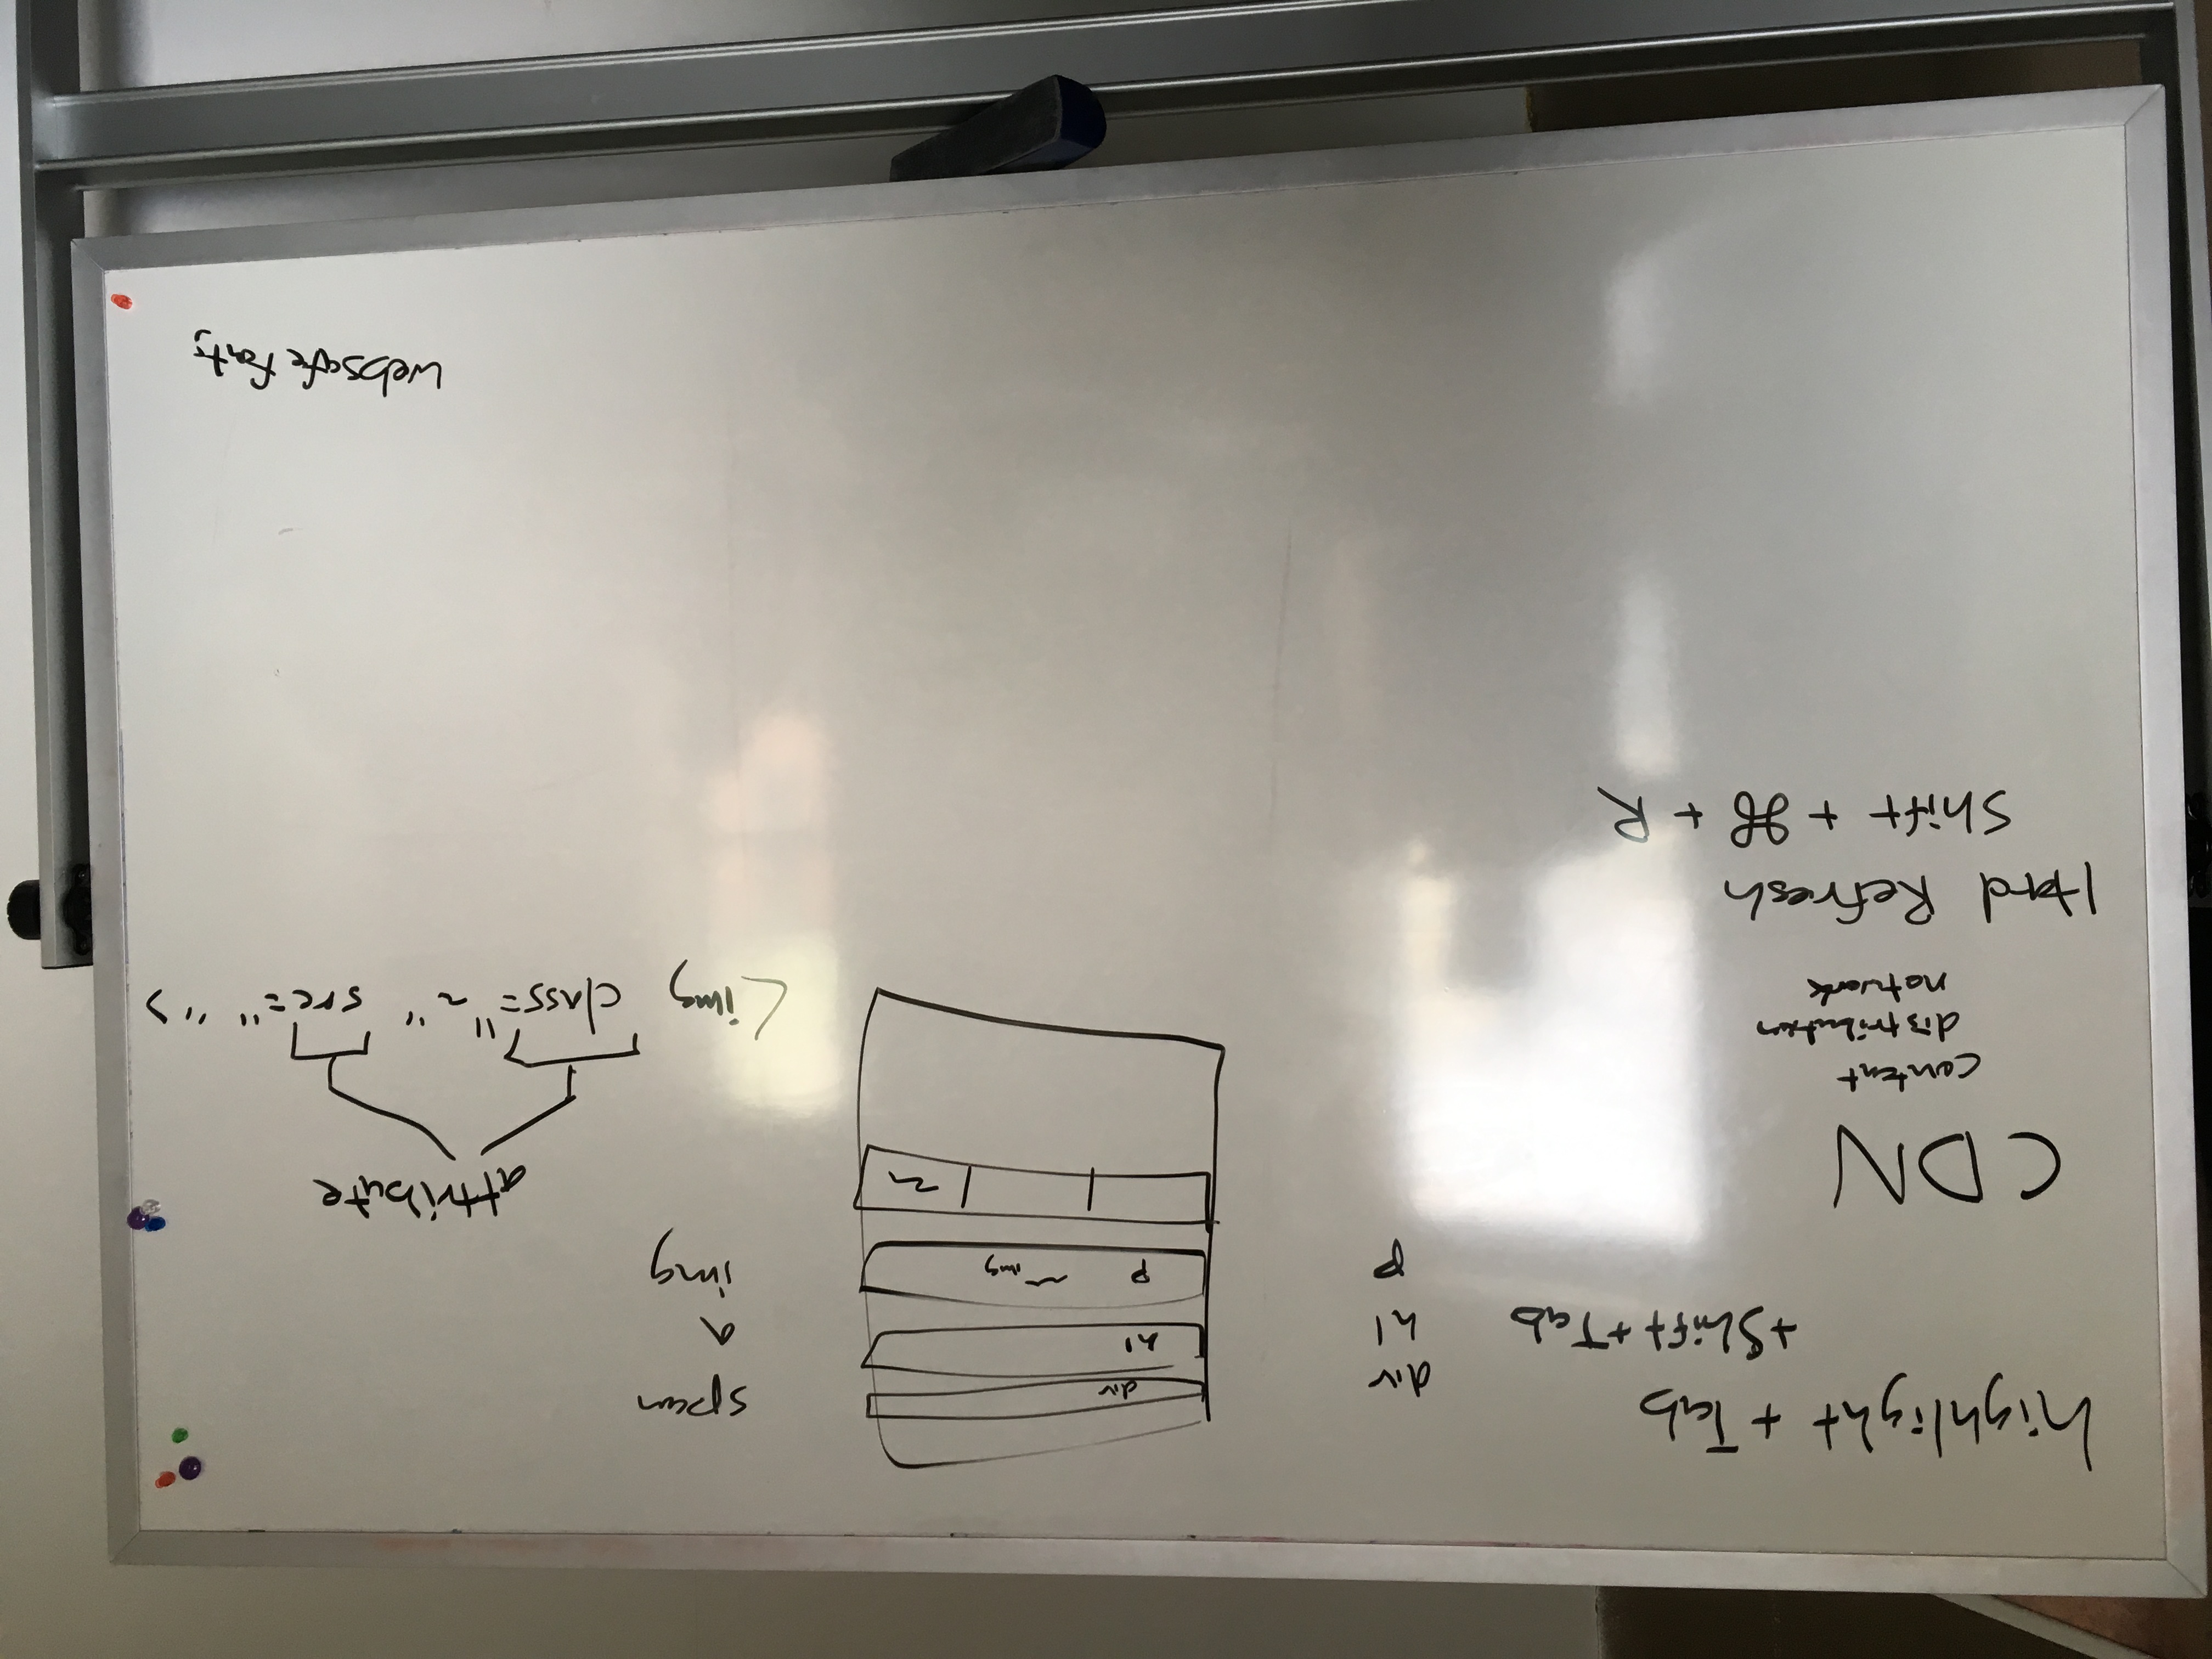 highlight + Tab
+ Shift + Tab
CDN
content
distribution
network
Hard Refresh
Shift + ⌘ + R
div
h1
p
div
h1
p img
span
a
img
attribute
<img class="~" src=" ">
websafe fonts